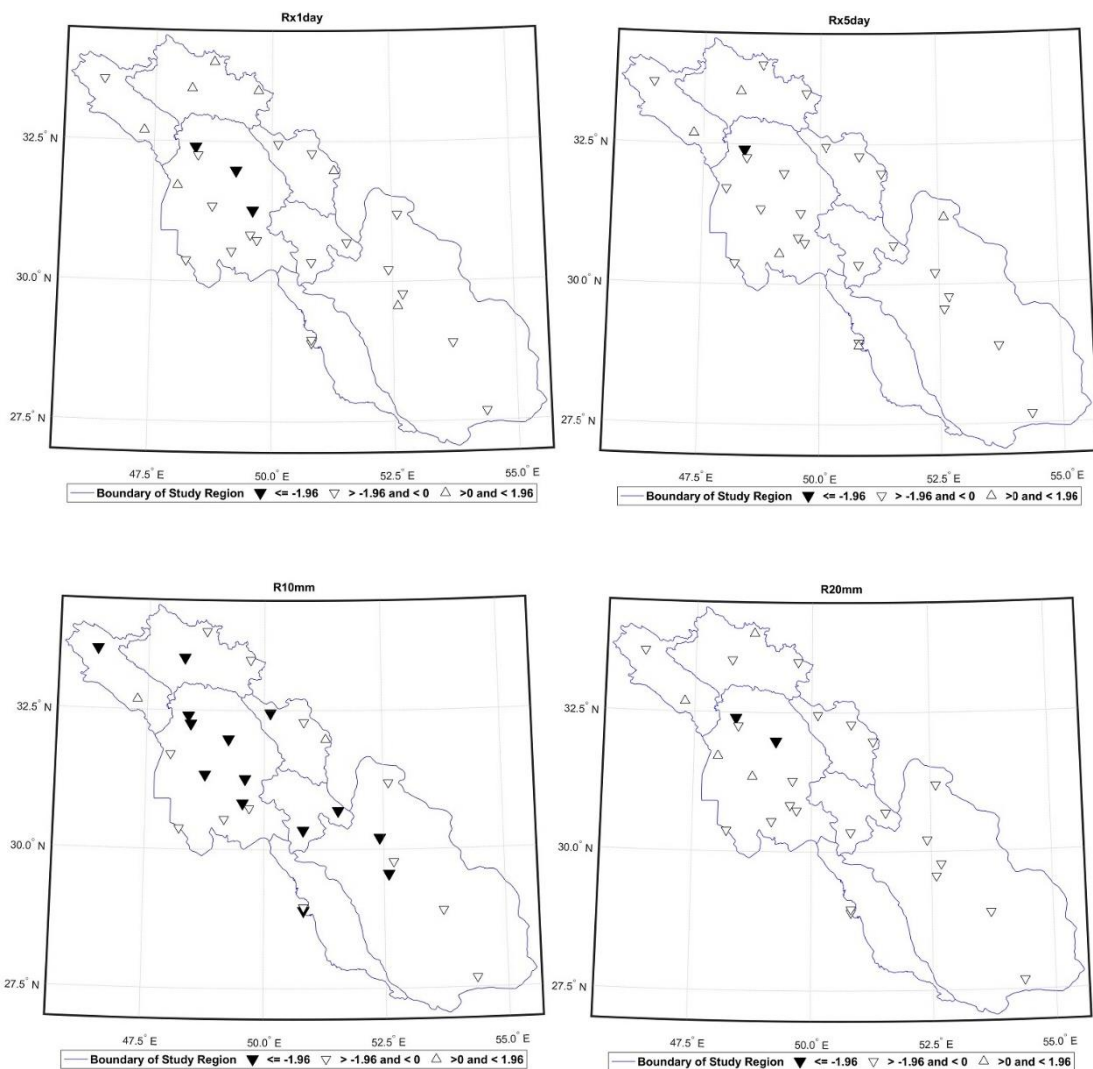 Rx1day
32.5° N
30.0° N
27.5° N
47.5° E
50.0° E
52.5° E
55.0° E
Boundary of Study Region <= -1.96 > -1.96 and < 0 >0 and < 1.96
Rx5day
32.5° N
30.0° N
27.5° N
47.5° E
50.0° E
52.5° E
55.0° E
Boundary of Study Region <= -1.96 > -1.96 and < 0 >0 and < 1.96
R10mm
32.5° N
30.0° N
27.5° N
47.5° E
50.0° E
52.5° E
55.0° E
Boundary of Study Region <= -1.96 > -1.96 and < 0 >0 and < 1.96
R20mm
32.5° N
30.0° N
27.5° N
47.5° E
50.0° E
52.5° E
55.0° E
Boundary of Study Region <= -1.96 > -1.96 and < 0 >0 and < 1.96